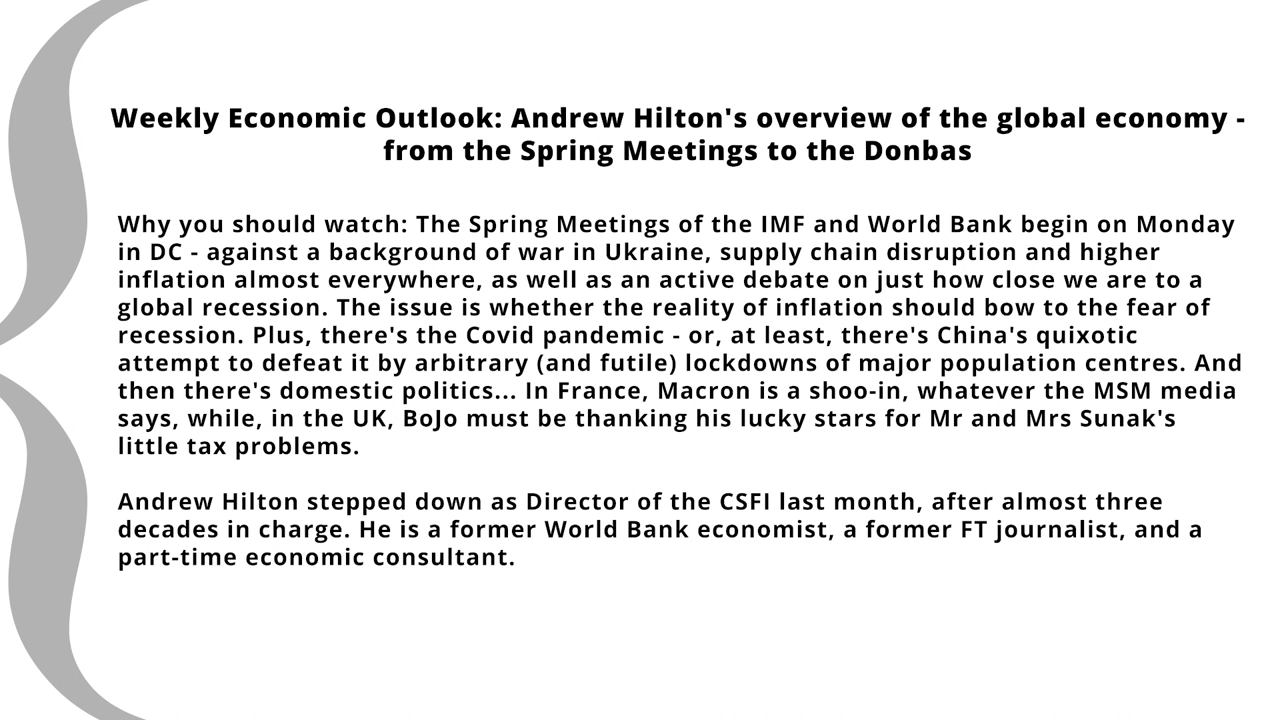 Weekly Economic Outlook: Andrew Hilton's overview of the global economy -
from the Spring Meetings to the Donbas
Why you should watch: The Spring Meetings of the IMF and World Bank begin on Monday
in DC - against a background of war in Ukraine, supply chain disruption and higher
inflation almost everywhere, as well as an active debate on just how close we are to a
global recession. The issue is whether the reality of inflation should bow to the fear of
recession. Plus, there's the Covid pandemic - or, at least, there's China's quixotic
attempt to defeat it by arbitrary (and futile) lockdowns of major population centres. And
then there's domestic politics... In France, Macron is a shoo-in, whatever the MSM media
says, while, in the UK, BoJo must be thanking his lucky stars for Mr and Mrs Sunak's
little tax problems.
Andrew Hilton stepped down as Director of the CSFI last month, after almost three
decades in charge. He is a former World Bank economist, a former FT journalist, and a
part-time economic consultant.